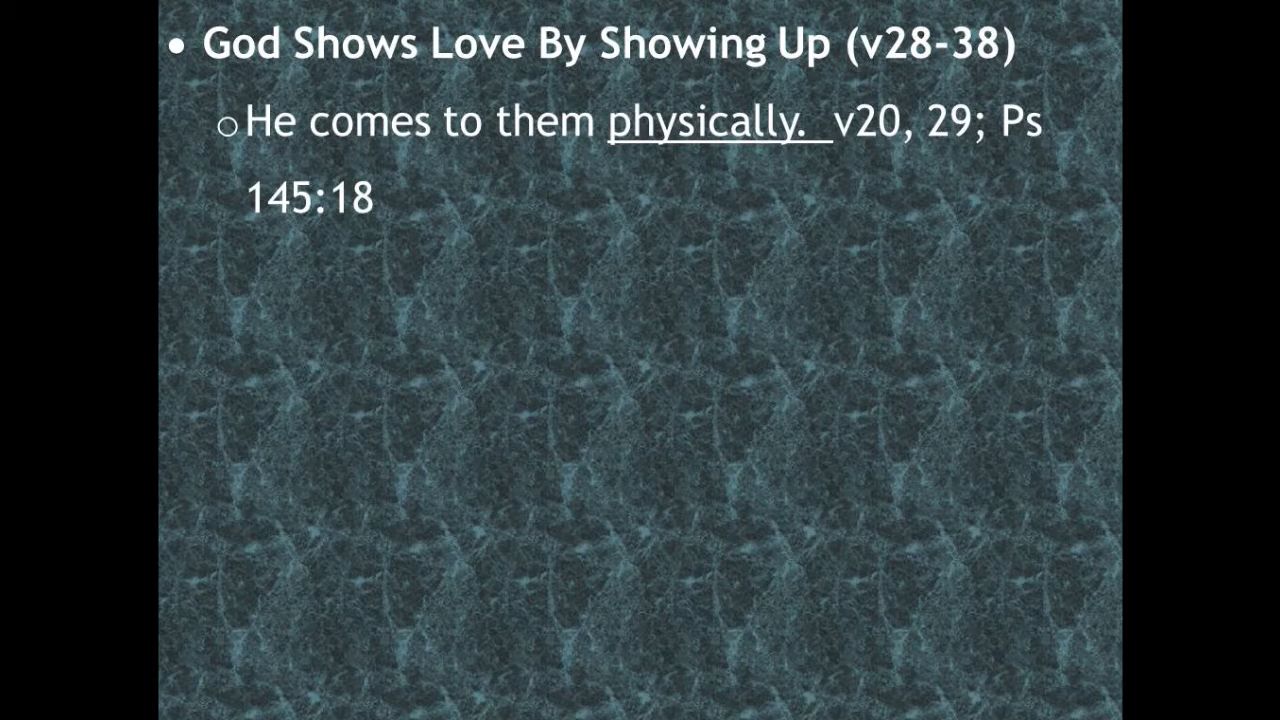 • God Shows Love By Showing Up (v28-38)
○ He comes to them physically. v20, 29; Ps
145:18